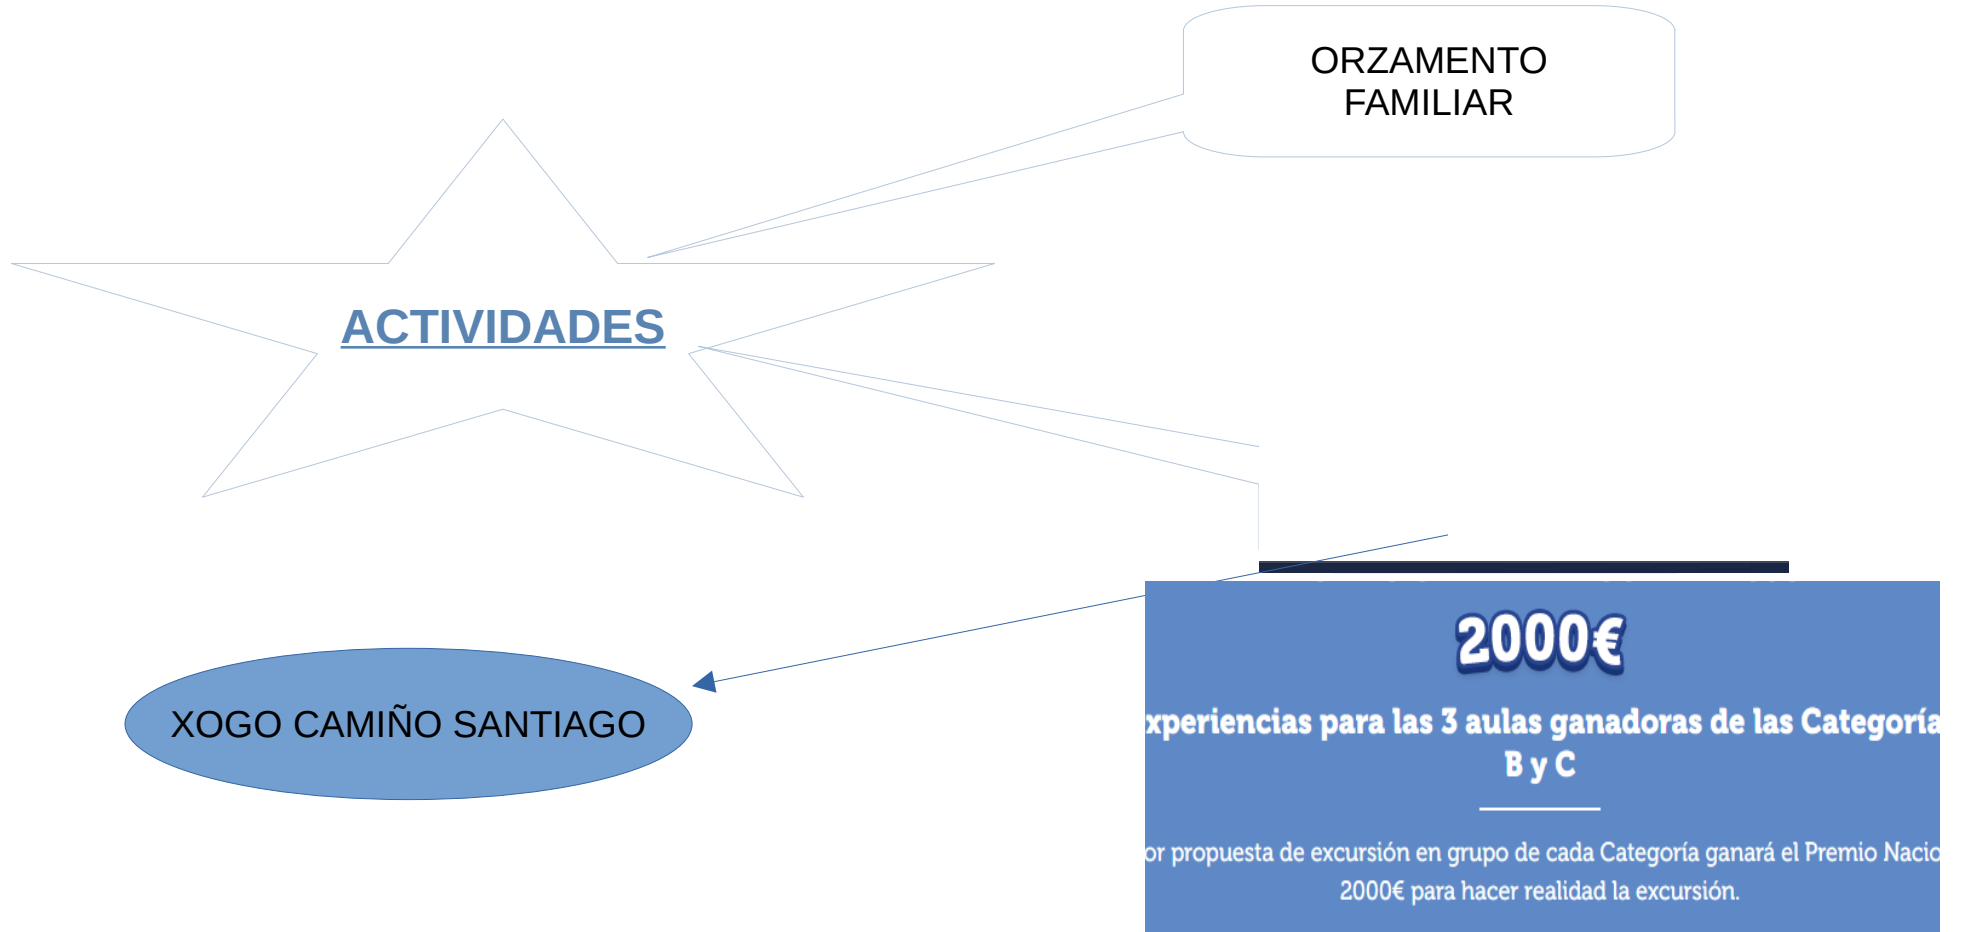 ORZAMENTO
FAMILIAR
ACTIVIDADES
XOGO CAMIÑO SANTIAGO
2000€
xperiencias para las 3 aulas ganadoras de las Categoría
B y C
or propuesta de excursión en grupo de cada Categoría ganará el Premio Nacio
2000€ para hacer realidad la excursión.